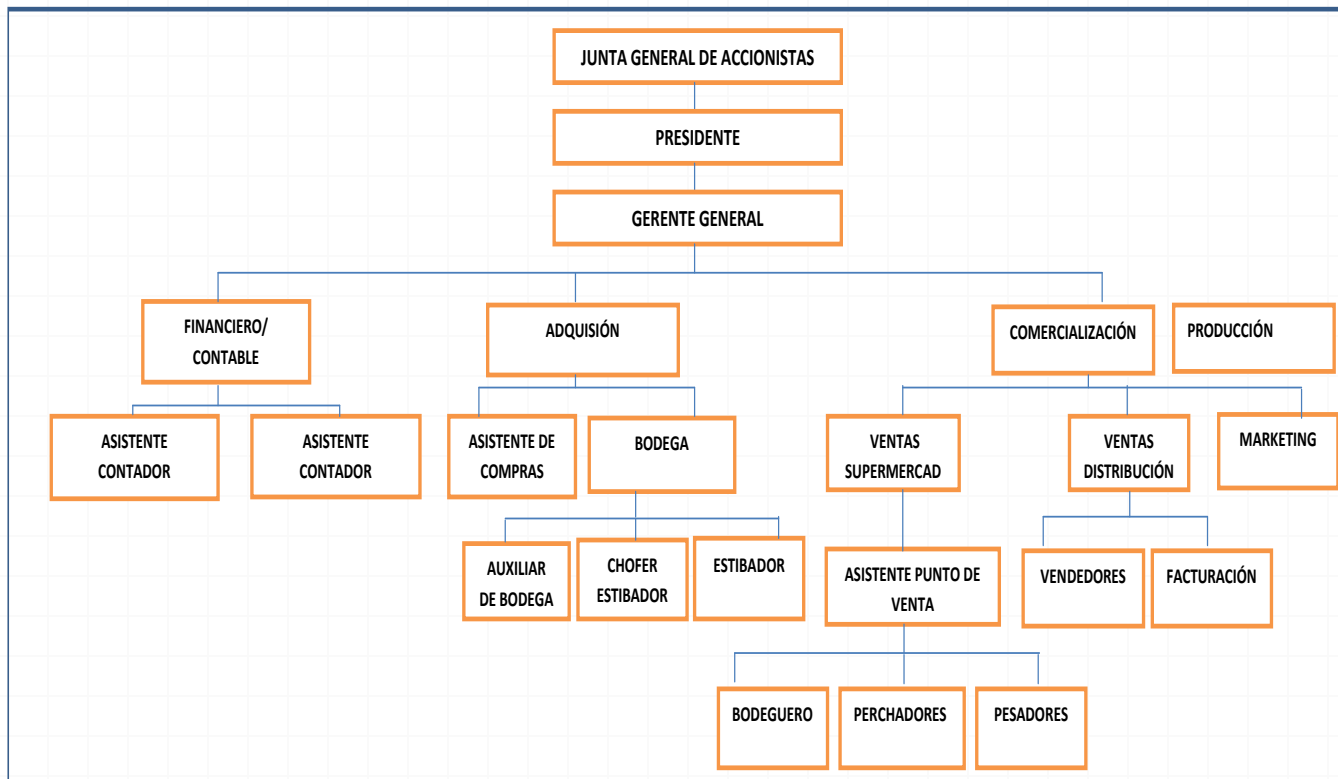 JUNTA GENERAL DE ACCIONISTAS
PRESIDENTE
GERENTE GENERAL
FINANCIERO/
CONTABLE
ADQUISIÓN
COMERCIALIZACIÓN
PRODUCCIÓN
ASISTENTE
CONTADOR
ASISTENTE
CONTADOR
ASISTENTE DE
COMPRAS
BODEGA
VENTAS
SUPERMERCAD
VENTAS
DISTRIBUCIÓN
MARKETING
AUXILIAR
DE BODEGA
CHOFER
ESTIBADOR
ESTIBADOR
ASISTENTE PUNTO DE
VENTA
VENDEDORES
FACTURACIÓN
BODEGUERO
PERCHADORES
PESADORES